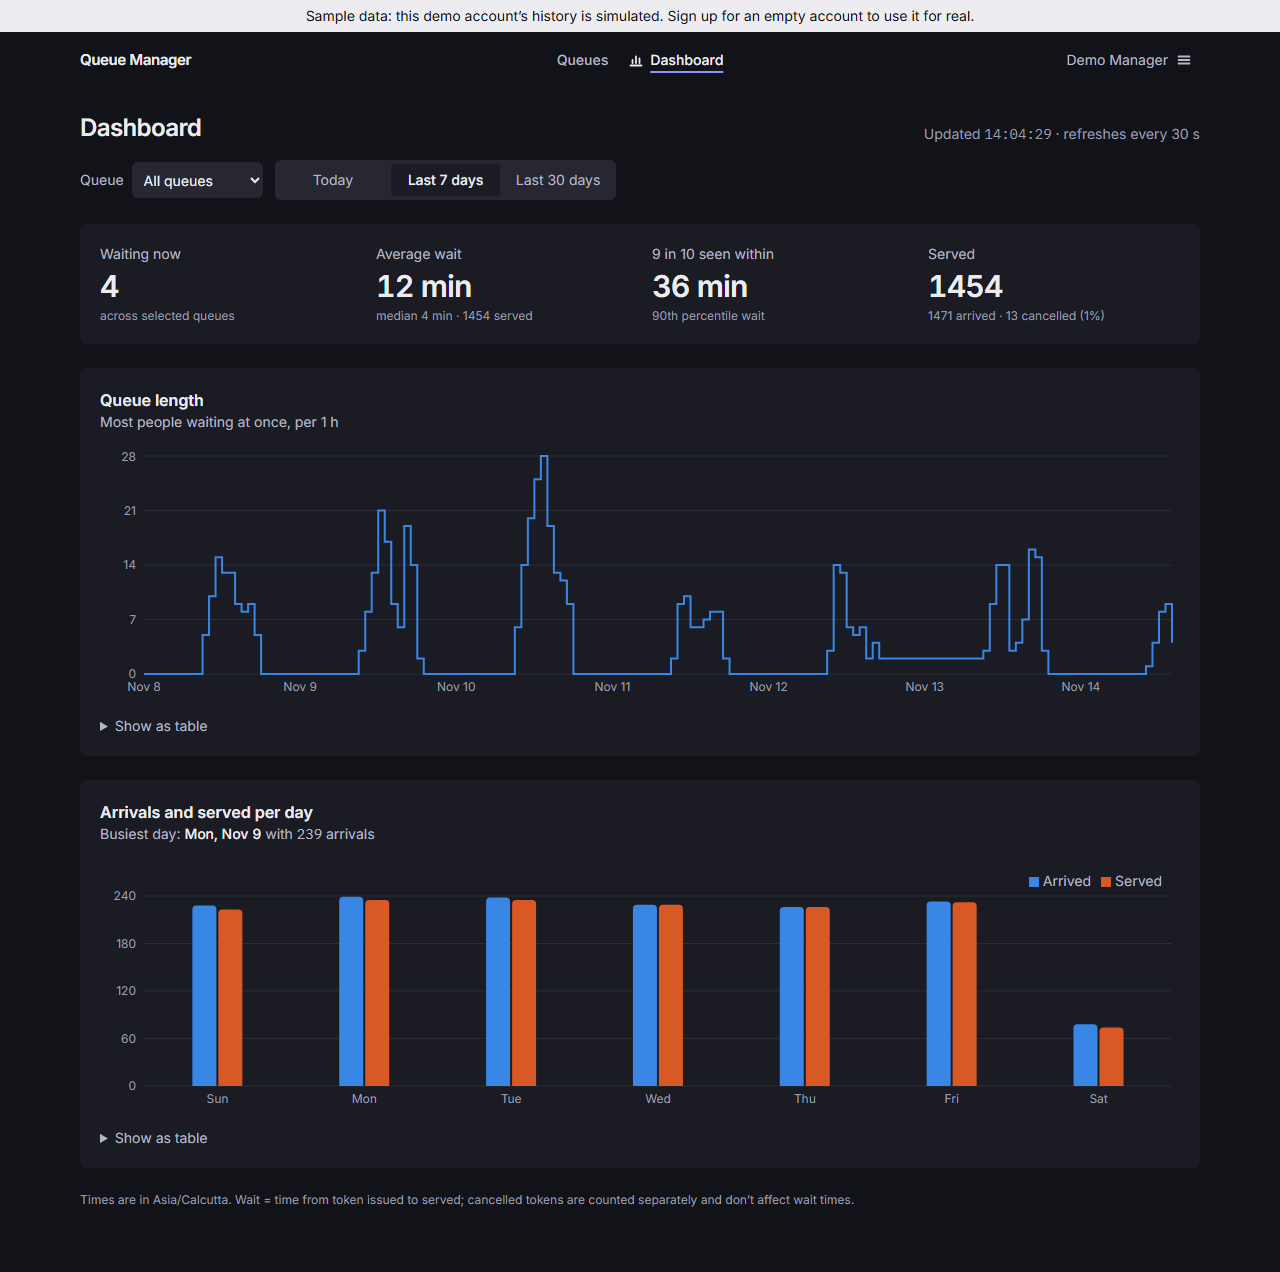 Sample data: this demo account’s history is simulated. Sign up for an empty account to use it for real.
Queue Manager
Queues
Dashboard
Demo Manager
Dashboard
Updated 14:04:29 · refreshes every 30 s
Queue
All queues
Today
Last 7 days
Last 30 days
Waiting now
4
across selected queues
Average wait
12 min
median 4 min · 1454 served
9 in 10 seen within
36 min
90th percentile wait
Served
1454
1471 arrived · 13 cancelled (1%)
Queue length
Most people waiting at once, per 1 h
28
21
14
7
0
Nov 8
Nov 9
Nov 10
Nov 11
Nov 12
Nov 13
Nov 14
Show as table
Arrivals and served per day
Busiest day: Mon, Nov 9 with 239 arrivals
Arrived
Served
240
180
120
60
0
Sun
Mon
Tue
Wed
Thu
Fri
Sat
Show as table
Times are in Asia/Calcutta. Wait = time from token issued to served; cancelled tokens are counted separately and don’t affect wait times.